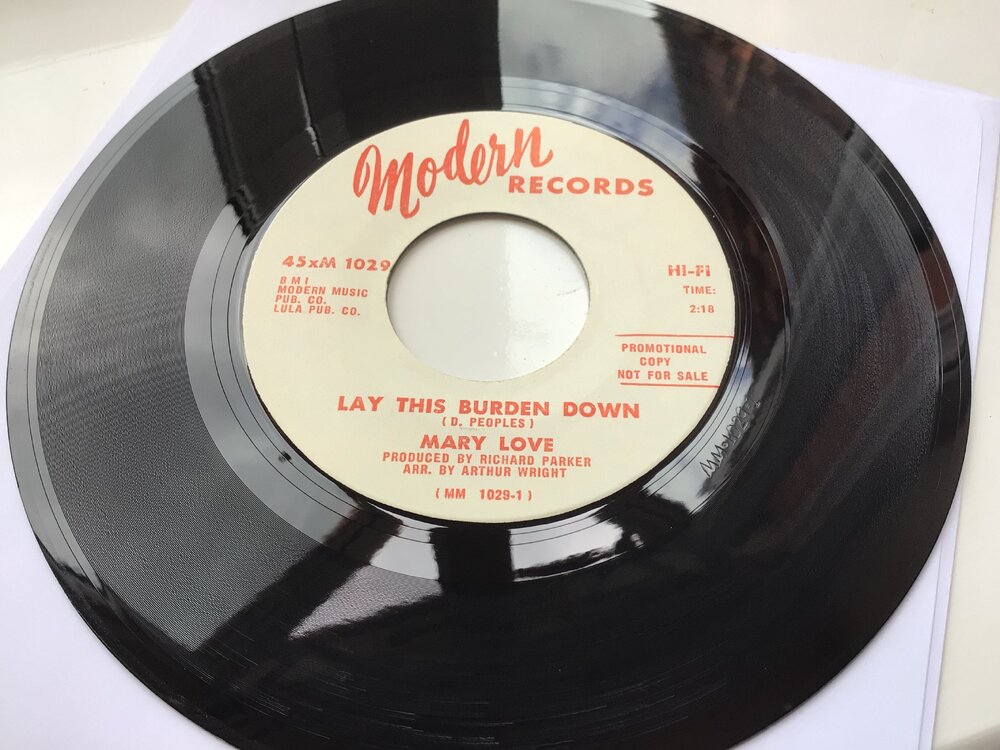 Modern
RECORDS
45xM 1029
BMI
MODERN MUSIC
PUB. CO.
LULA PUB. CO.
HI-FI
TIME:
2:18
PROMOTIONAL
COPY
NOT FOR SALE
LAY THIS BURDEN DOWN
(D. PEOPLES)
MARY LOVE
PRODUCED BY RICHARD PARKER
ARR. BY ARTHUR WRIGHT
(MM 1029-1)